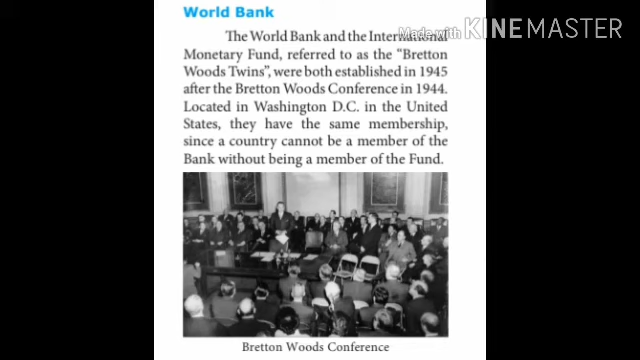 World Bank
Made with KINEMASTER
The World Bank and the International
Monetary Fund, referred to as the “Bretton
Woods Twins”, were both established in 1945
after the Bretton Woods Conference in 1944.
Located in Washington D.C. in the United
States, they have the same membership,
since a country cannot be a member of the
Bank without being a member of the Fund.
Bretton Woods Conference